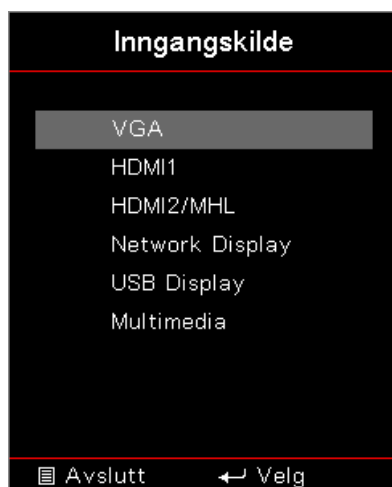 Inngangskilde
VGA
HDMI1
HDMI2/MHL
Network Display
USB Display
Multimedia
Avslutt Velg